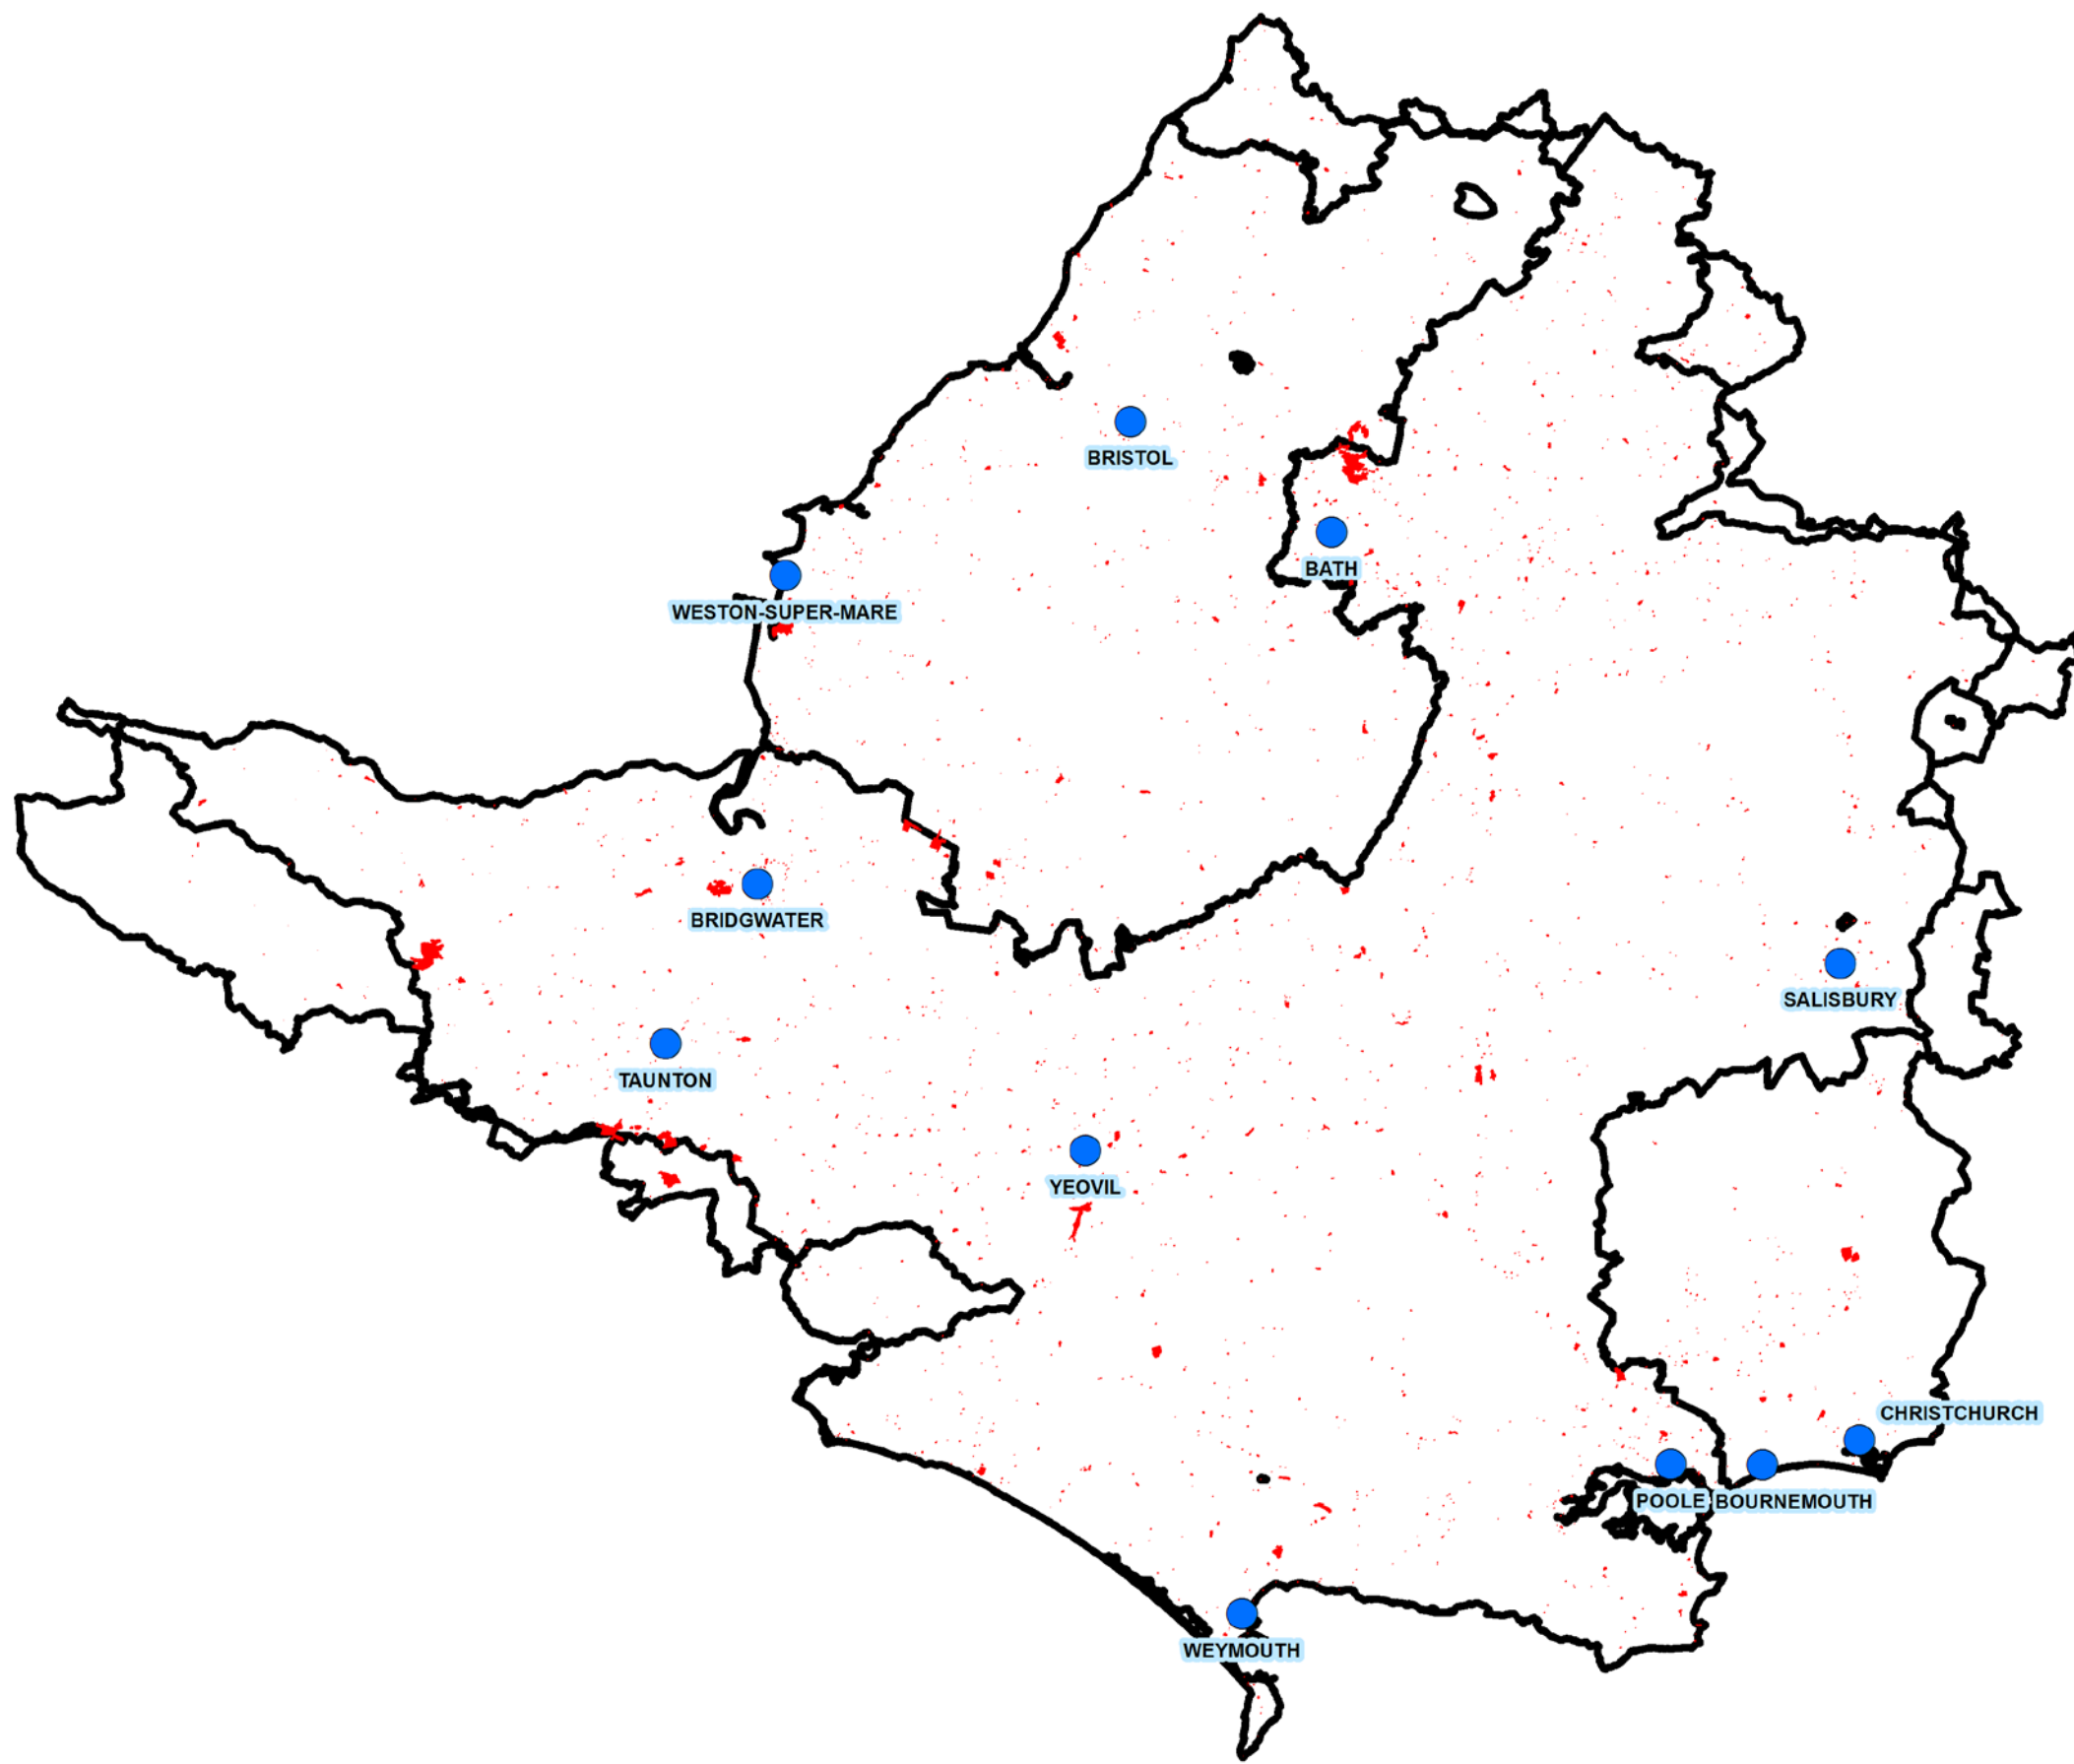 BRISTOL
BATH
WESTON-SUPER-MARE
BRIDGWATER
SALISBURY
TAUNTON
YEOVIL
CHRISTCHURCH
POOLE
BOURNEMOUTH
WEYMOUTH